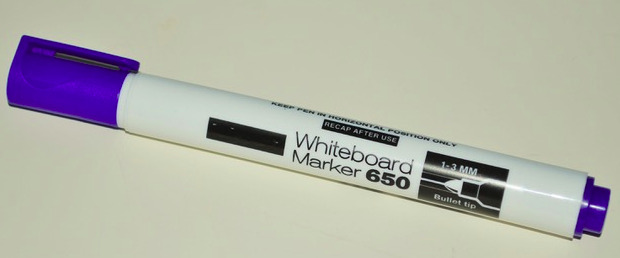 KEEP PEN IN HORIZONTAL POSITION ONLY
RECAP AFTER USE
Whiteboard
Marker 650
1-3 MM
Bullet tip